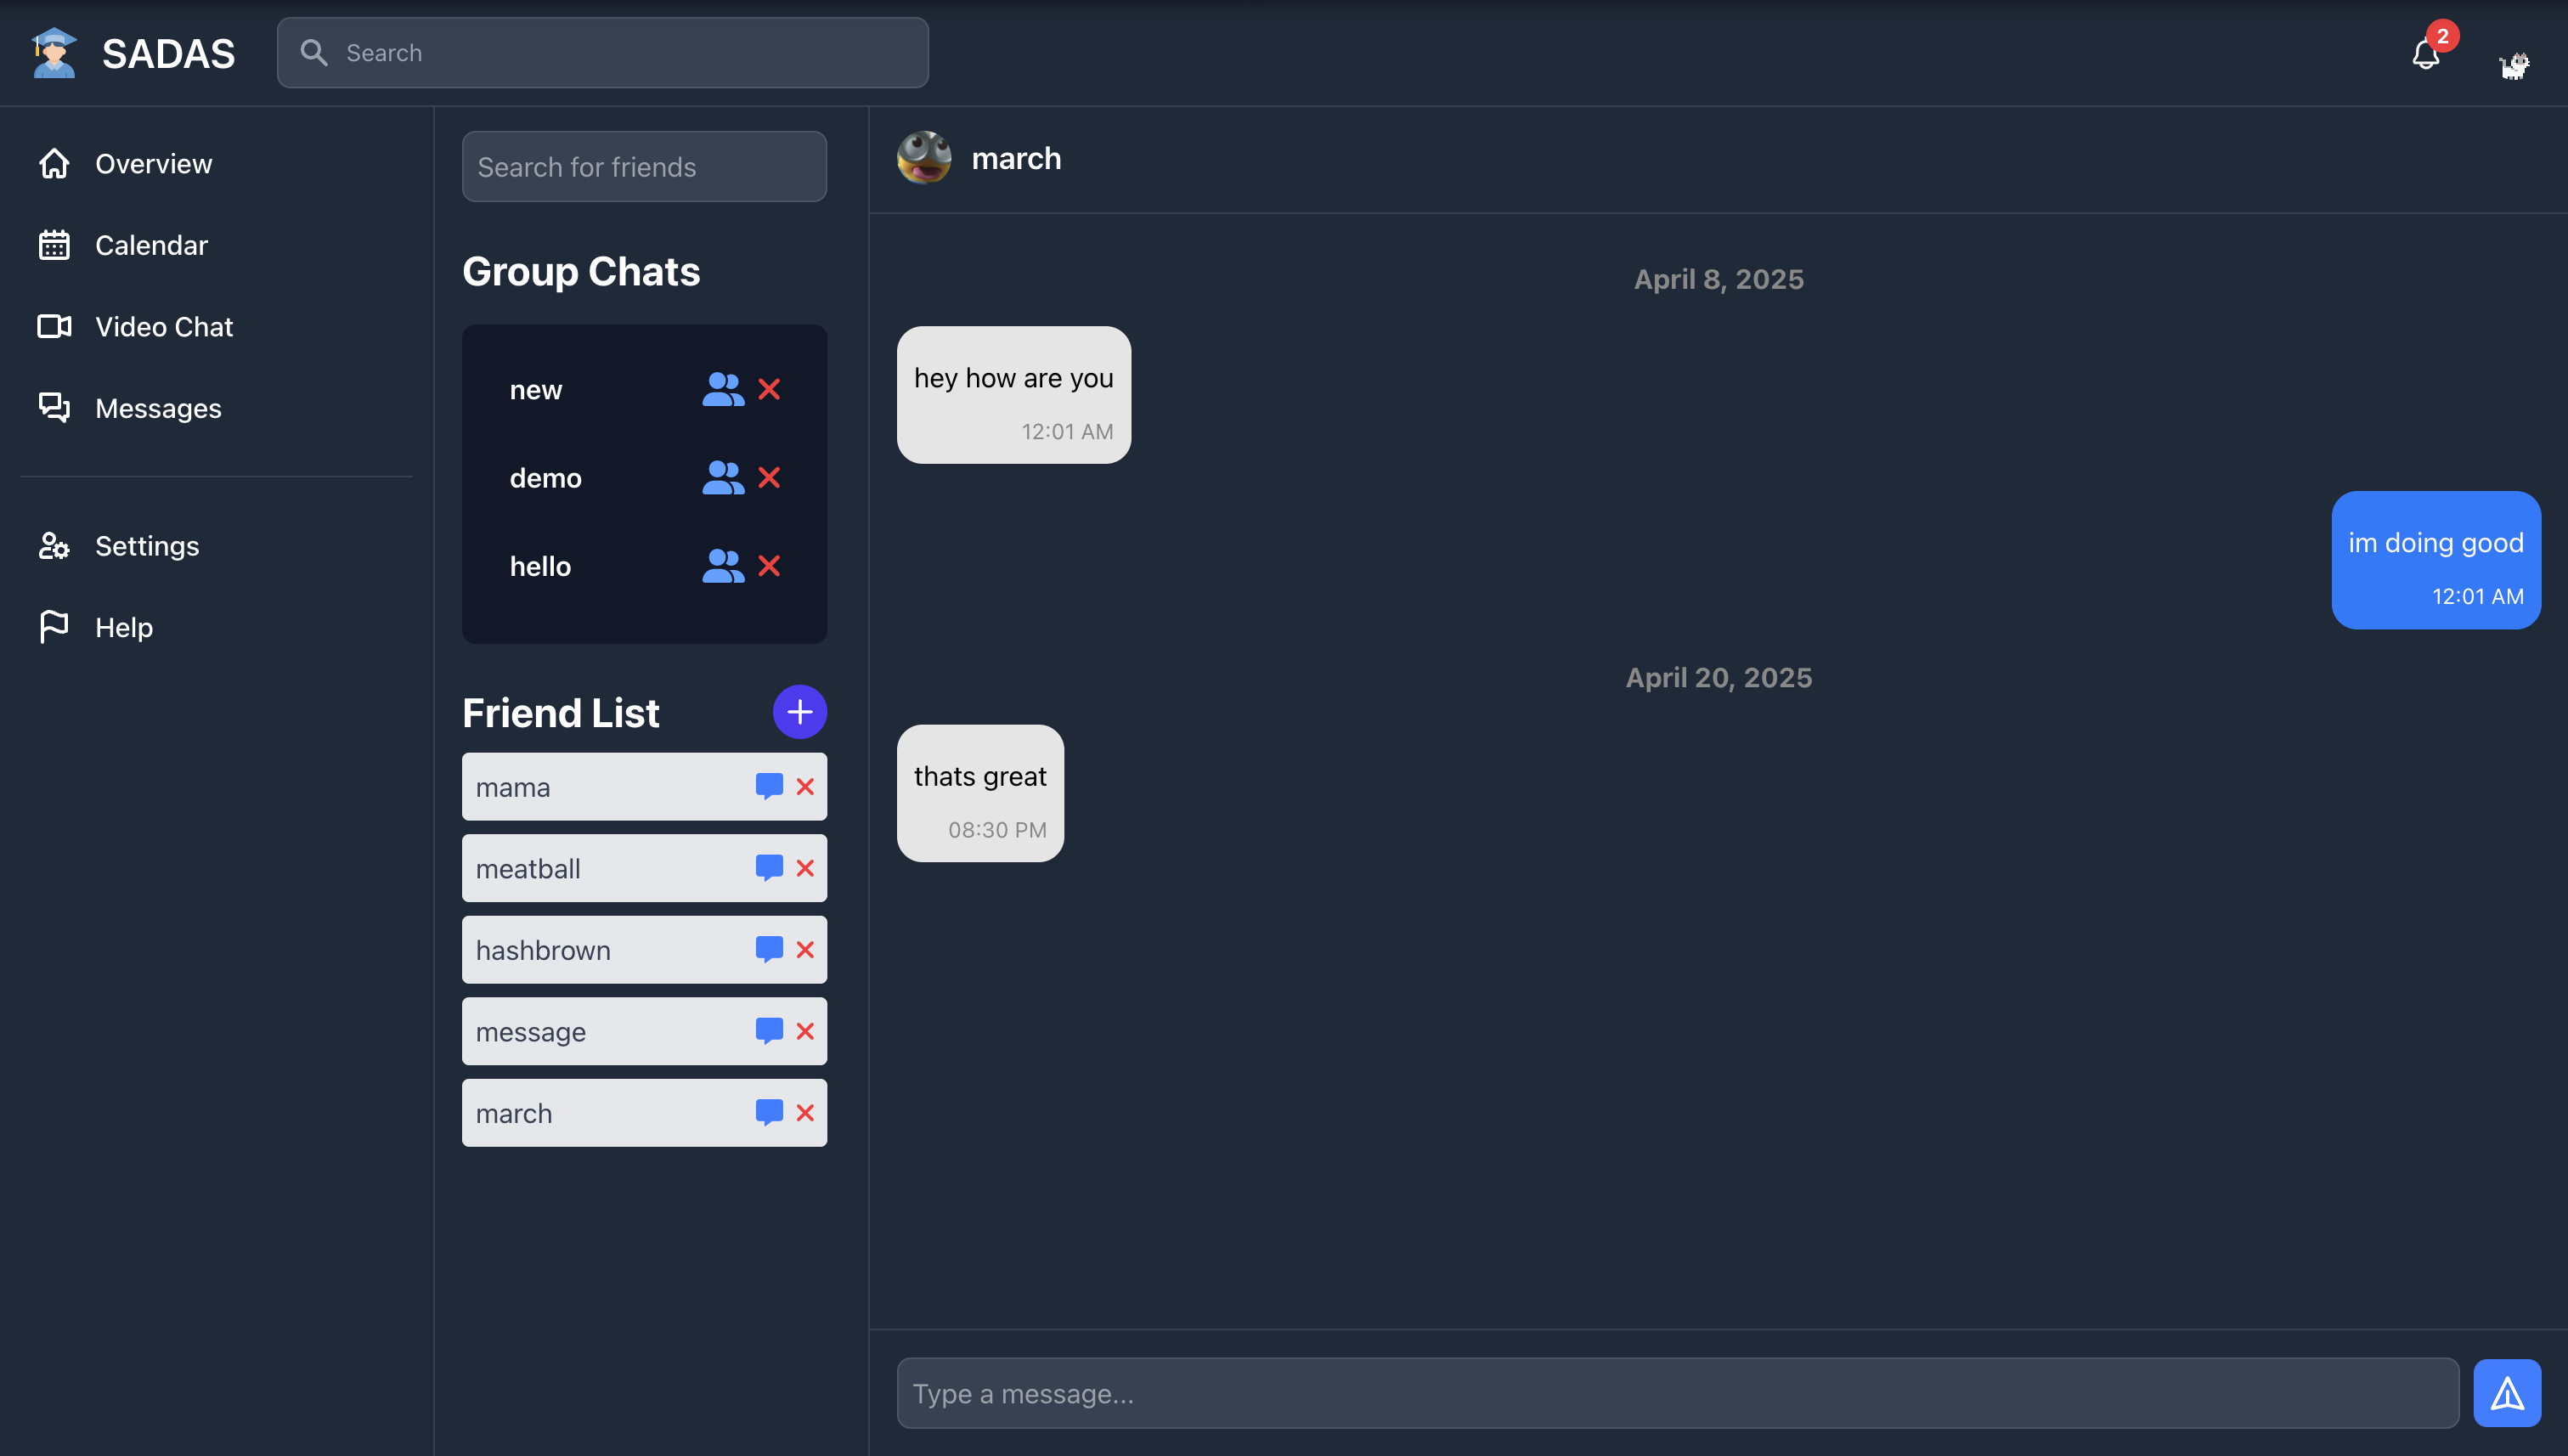 SADAS
Search
2
Overview
Calendar
Video Chat
Messages
Settings
Help
Search for friends
Group Chats
new
demo
hello
Friend List
mama
meatball
hashbrown
message
march
march
April 8, 2025
hey how are you
12:01 AM
im doing good
12:01 AM
April 20, 2025
thats great
08:30 PM
Type a message...